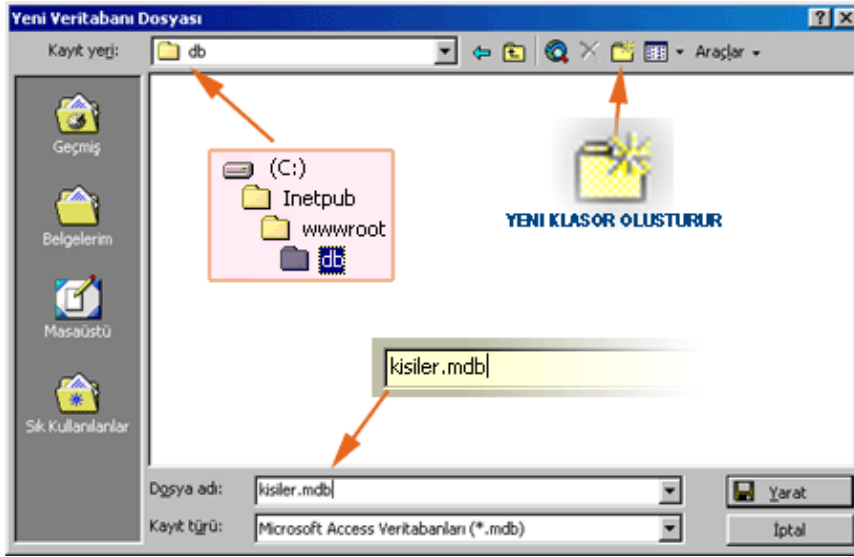 Yeni Veritabanı Dosyası
Kayıt yeri:
db
Araçlar
Geçmiş
(C:)
Inetpub
wwwroot
db
YENI KLASOR OLUSTURUR
Belgelerim
Masaüstü
kisiler.mdb
Sık Kullanılanlar
Dosya adı:
kisiler.mdb
Yarat
Kayıt türü:
Microsoft Access Veritabanları (*.mdb)
İptal